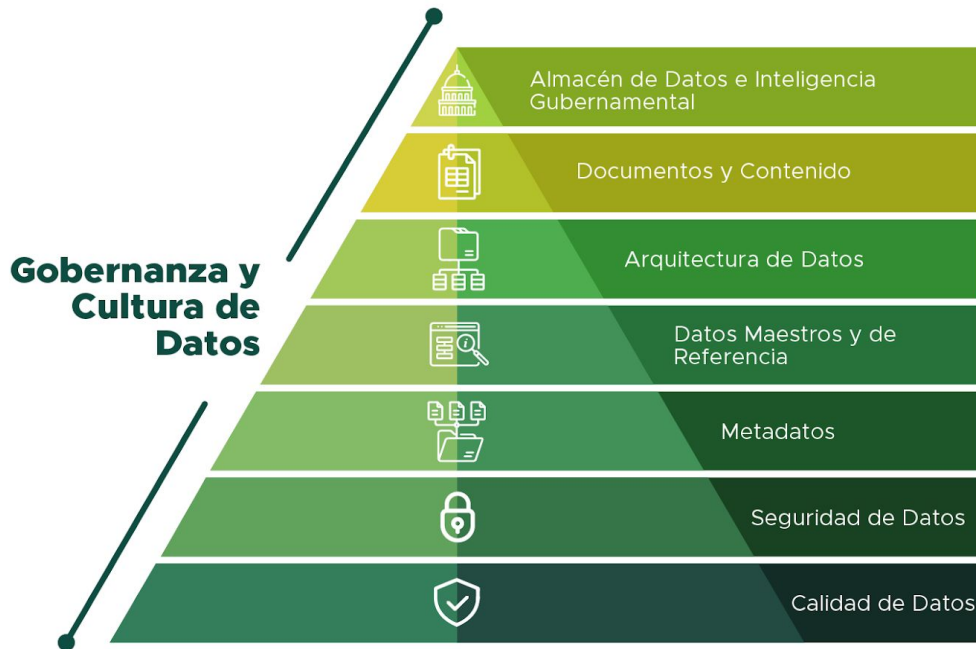 Almacén de Datos e Inteligencia
Gubernamental
Documentos y Contenido
Gobernanza y
Cultura de
Datos
Arquitectura de Datos
Datos Maestros y de
Referencia
Metadatos
Seguridad de Datos
Calidad de Datos